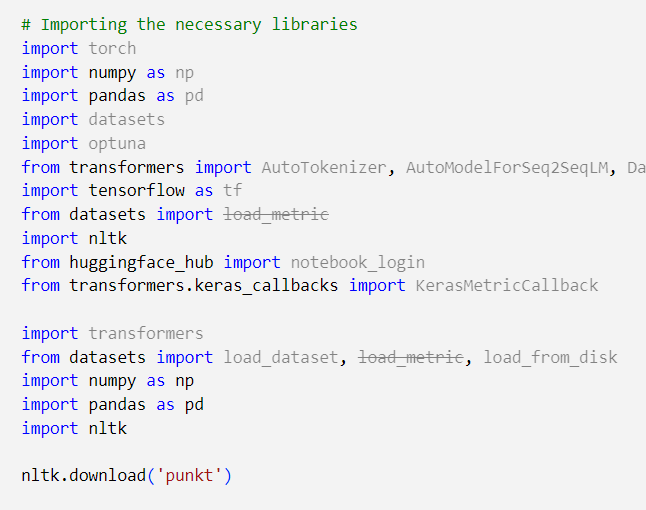 # Importing the necessary libraries
import torch
import numpy as np
import pandas as pd
import datasets
import optuna
from transformers import AutoTokenizer, AutoModelForSeq2SeqLM, Da
import tensorflow as tf
from datasets import load_metric
import nltk
from huggingface_hub import notebook_login
from transformers.keras_callbacks import KerasMetricCallback
import transformers
from datasets import load_dataset, load_metric, load_from_disk
import numpy as np
import pandas as pd
import nltk
nltk.download('punkt')